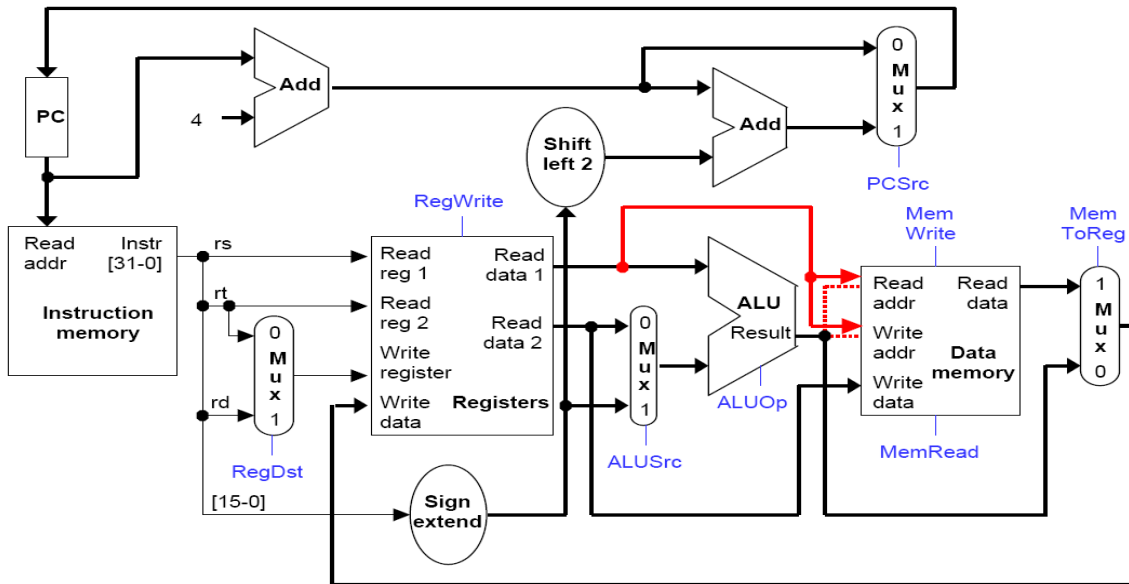 0
M
u
x
1
Add
PC
4
Add
Shift
left 2
PCSrc
RegWrite
Mem
Write
Mem
ToReg
Read
addr
Instr
[31-0]
Instruction
memory
rs
rt
rd
[15-0]
0
M
u
x
1
RegDst
Read
reg 1
Read
reg 2
Write
register
Write
data
Read
data 1
Read
data 2
Registers
Sign
extend
0
M
u
x
1
ALUSrc
ALU
Result
ALUOp
Read
addr
Write
addr
Write
data
Read
data
Data
memory
MemRead
1
M
u
x
0